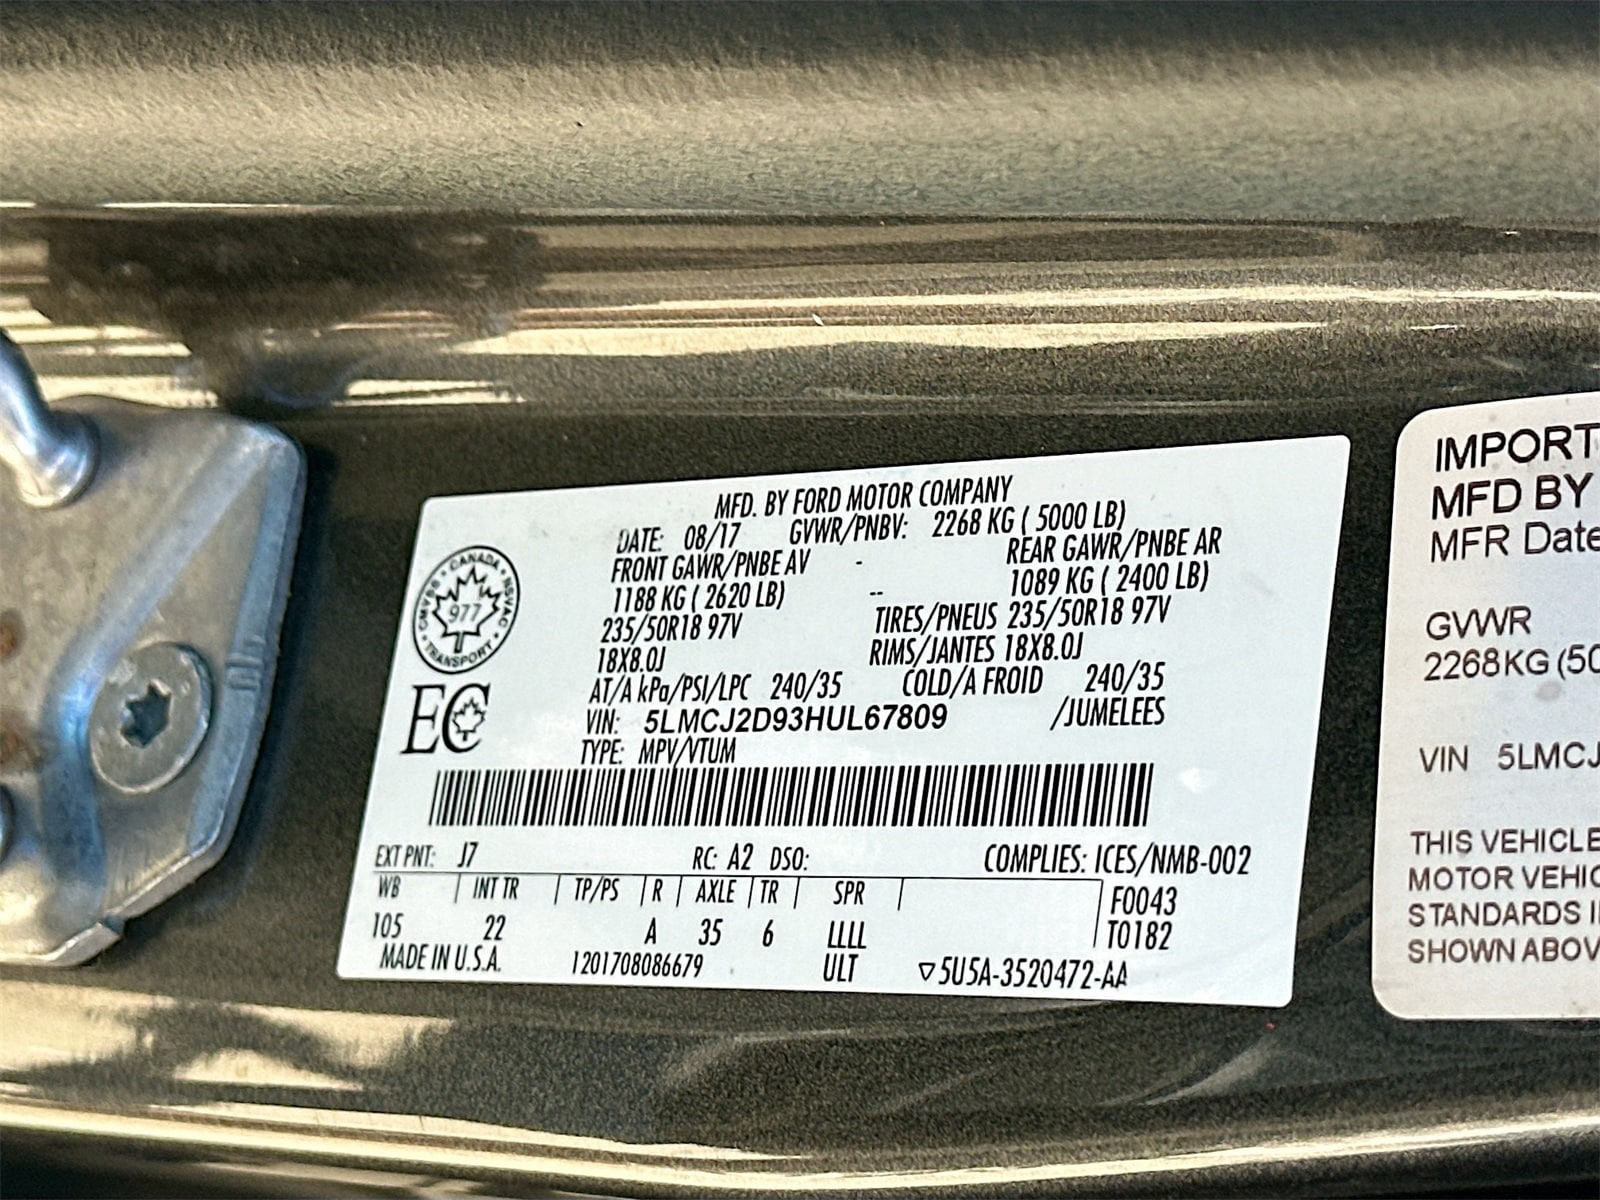 MFD. BY FORD MOTOR COMPANY
DATE: 08/17 GVWR/PNBV: 2268 KG ( 5000 LB)
FRONT GAWR/PNBE AV - REAR GAWR/PNBE AR
1188 KG ( 2620 LB) -- 1089 KG ( 2400 LB)
235/50R18 97V TIRES/PNEUS 235/50R18 97V
18X8.0J RIMS/JANTES 18X8.0J
AT/A kPa/PSI/LPC 240/35 COLD/A FROID 240/35
VIN: 5LMCJ2D93HUL67809 /JUMELEES
TYPE: MPV/VTUM
CANADA
CMVSS NSVAC
977
TRANSPORT
EC
EXT PNT: J7 RC: A2 DSO: COMPLIES: ICES/NMB-002
WB INT TR TP/PS R AXLE TR SPR F0043
105 22 A 35 6 LLLL T0182
MADE IN U.S.A. 1201708086679 ULT 5U5A-3520472-AA
IMPORT
MFD BY
MFR Date
GVWR
2268KG (50
VIN 5LMCJ
THIS VEHICLE
MOTOR VEHIC
STANDARDS I
SHOWN ABOV